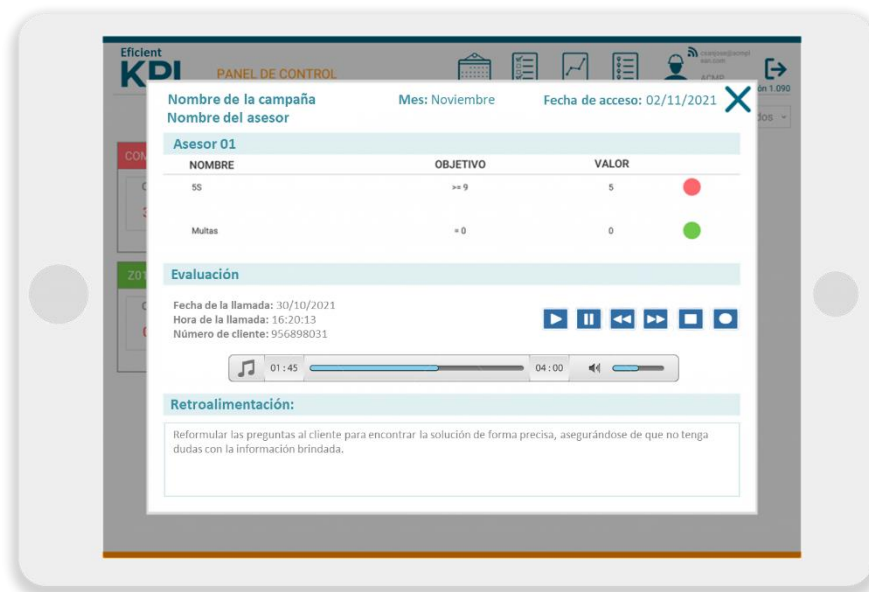 Eficient
KPI
PANEL DE CONTROL
ión 1.090
dos
Nombre de la campaña
Mes: Noviembre
Fecha de acceso: 02/11/2021
Nombre del asesor
Asesor 01
NOMBRE OBJETIVO VALOR
5S >= 9 5
Multas = 0 0
Evaluación
Fecha de la llamada: 30/10/2021
Hora de la llamada: 16:20:13
Número de cliente: 956898031
01:45 04:00
Retroalimentación:
Reformular las preguntas al cliente para encontrar la solución de forma precisa, asegurándose de que no tenga
dudas con la información brindada.